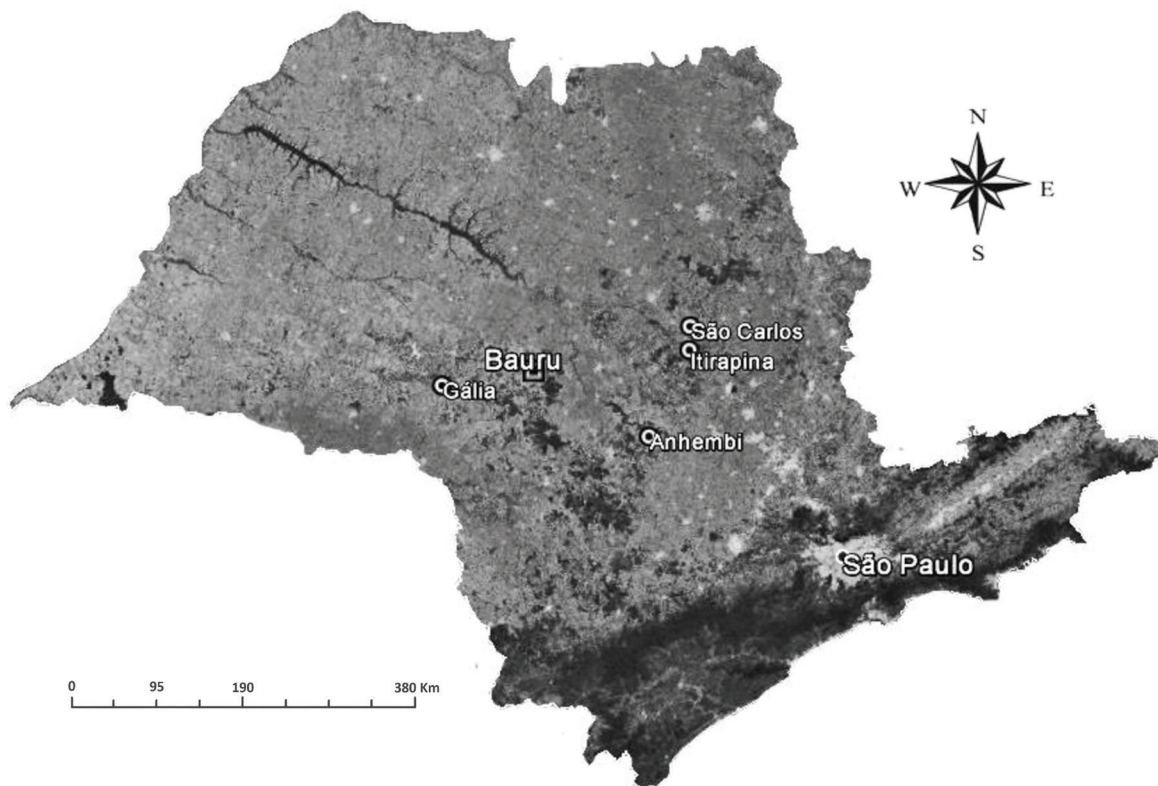 N
W E
S
São Carlos
Itirapina
Bauru
Gália
Anhembi
São Paulo
0 95 190 380 Km